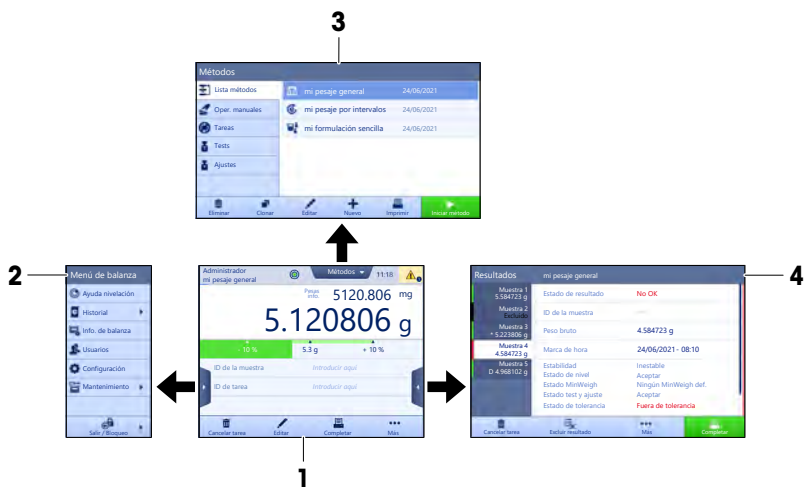 3
Métodos
Lista métodos
mi pesaje general 24/06/2021
Oper. manuales
mi pesaje por intervalos 24/06/2021
Tareas
mi formulación sencilla 24/06/2021
Tests
Ajustes
Eliminar Clonar Editar Nuevo Imprimir Iniciar método
2
Menú de balanza
Ayuda nivelación
Historial
Info. de balanza
Usuarios
Configuración
Mantenimiento
Salir / Bloqueo
Administrador
mi pesaje general
Métodos 11:18
Pesaje info. 5120.806 mg
5.120806 g
- 10 % 5.3 g + 10 %
ID de la muestra Introducir aquí
ID de tarea Introducir aquí
Cancelar tarea Editar Completar Más
1
4
Resultados mi pesaje general
Muestra 1
5.584723 g
Muestra 2
Excluido
Muestra 3
* 5.223806 g
Muestra 4
4.584723 g
Muestra 5
D 4.968102 g
Estado de resultado No OK
ID de la muestra ----
Peso bruto 4.584723 g
Marca de hora 24/06/2021 - 08:10
Estabilidad Inestable
Estado de nivel Aceptar
Estado MinWeigh Ningún MinWeigh def.
Estado test y ajuste Aceptar
Estado de tolerancia Fuera de tolerancia
Cancelar tarea Excluir resultado Más Completar